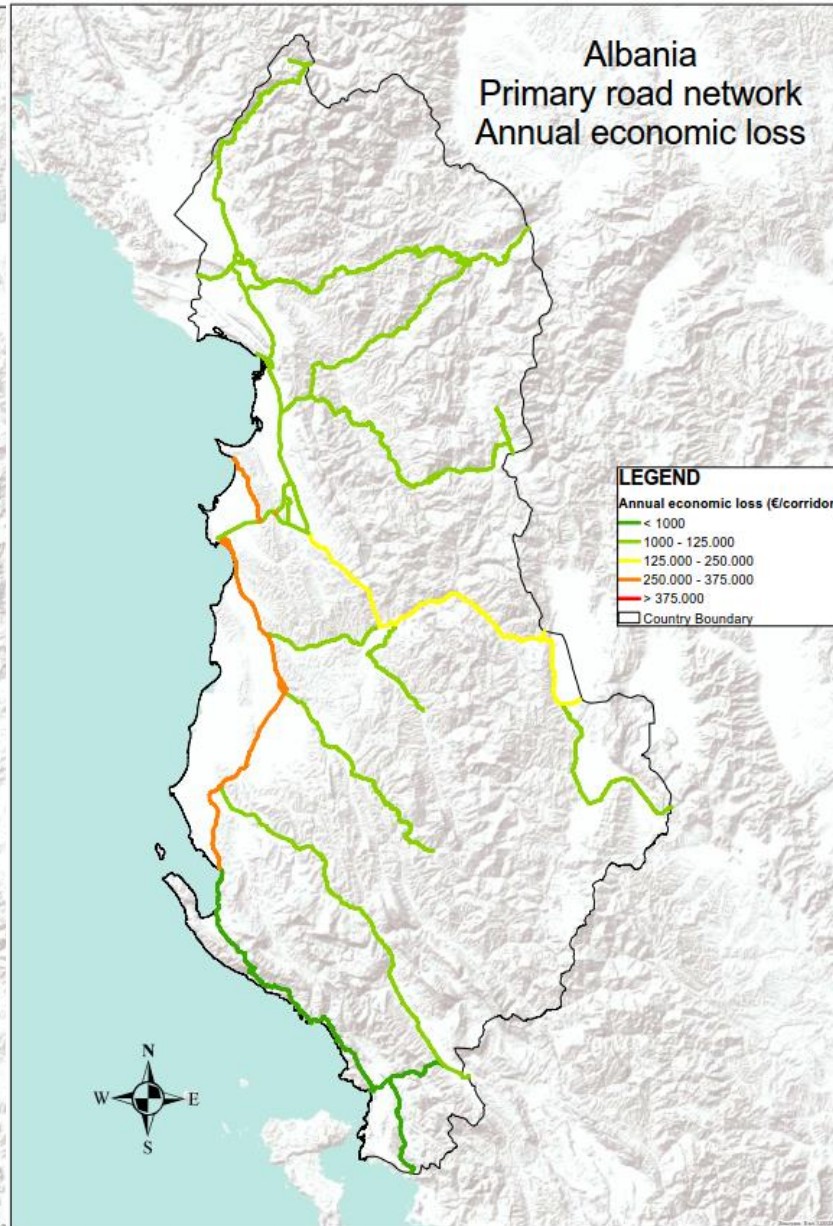 Albania
Primary road network
Annual economic loss
LEGEND
Annual economic loss (€/corridor
< 1000
1000 - 125.000
125.000 - 250.000
250.000 - 375.000
> 375.000
Country Boundary
N
W E
S